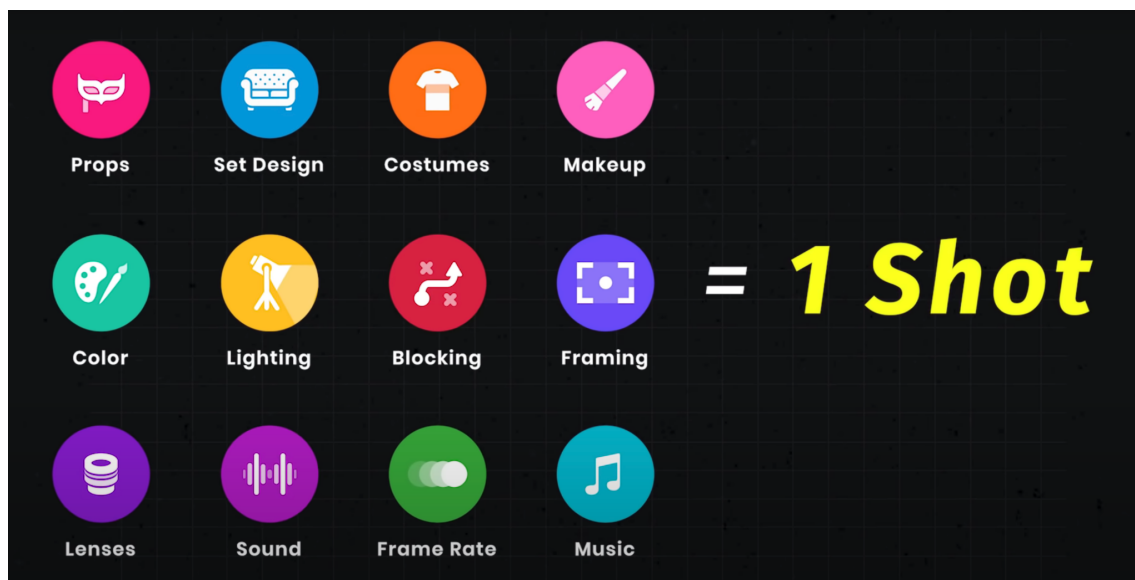 Props
Set Design
Costumes
Makeup
Color
Lighting
Blocking
Framing
= 1 Shot
Lenses
Sound
Frame Rate
Music